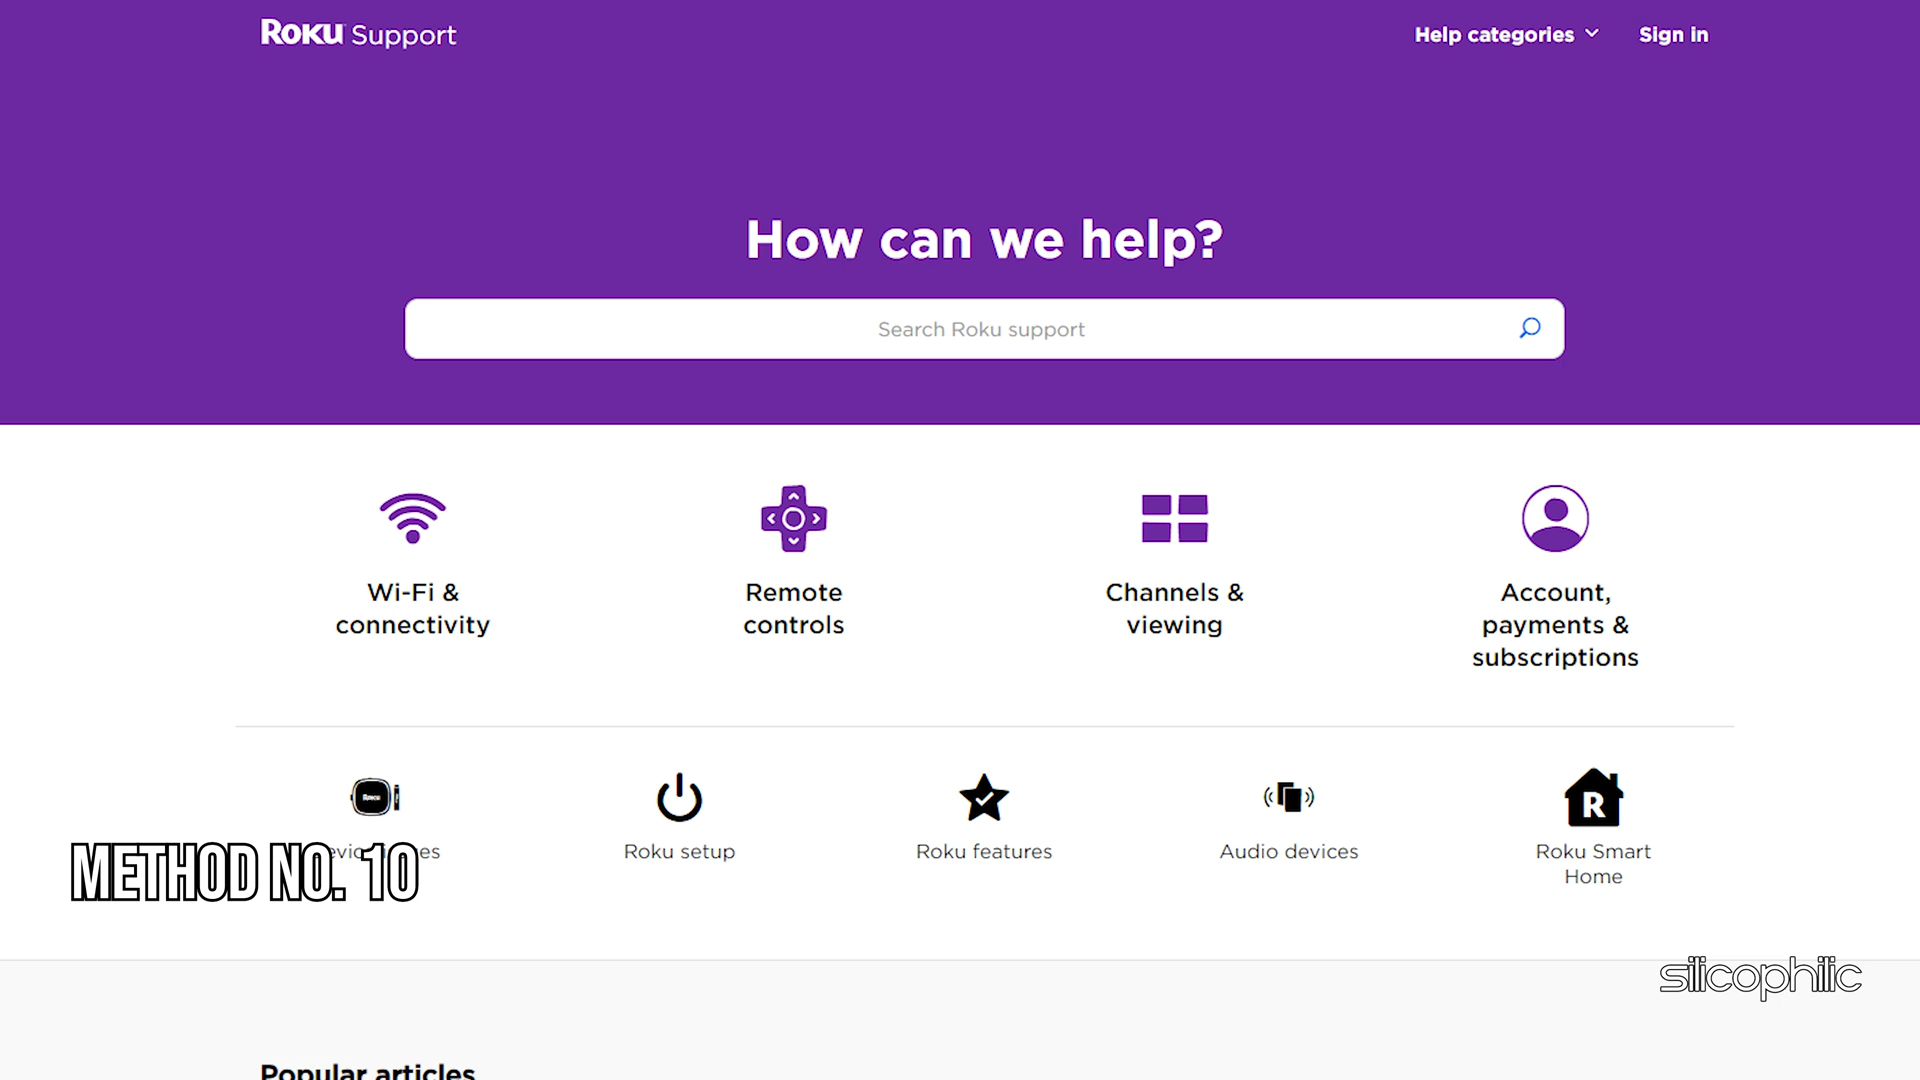 Roku Support
Help categories
Sign in
How can we help?
Search Roku support
Wi-Fi &
connectivity
Remote
controls
Channels &
viewing
Account,
payments &
subscriptions
Roku
Roku setup
Roku features
Audio devices
R
Roku Smart
Home
METHOD NO. 10
silicophilic
Popular articles